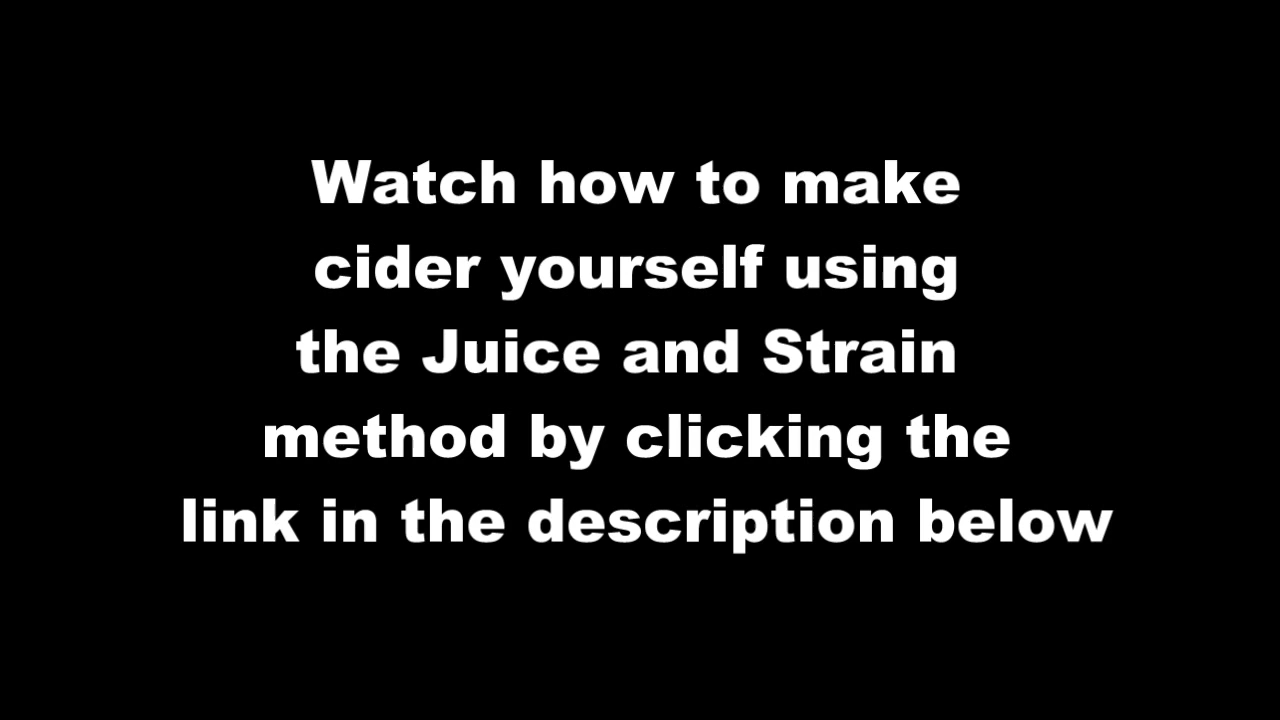 Watch how to make
cider yourself using
the Juice and Strain
method by clicking the
link in the description below